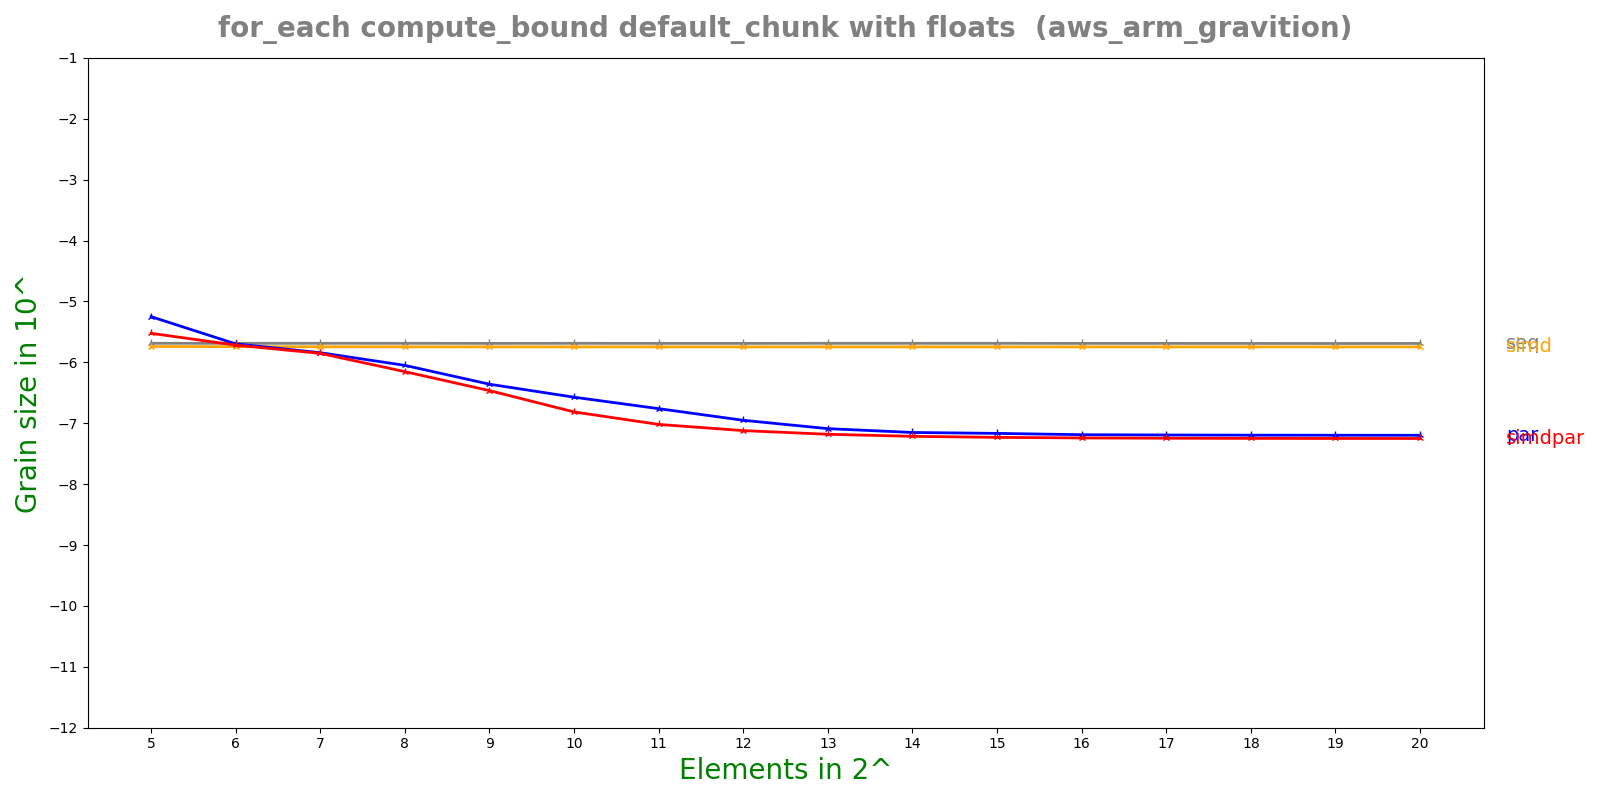 for_each compute_bound default_chunk with floats (aws_arm_gravition)
Grain size in 10^
−1
−2
−3
−4
−5
−6
−7
−8
−9
−10
−11
−12
5 6 7 8 9 10 11 12 13 14 15 16 17 18 19 20
Elements in 2^
seq
simd
par
simdpar